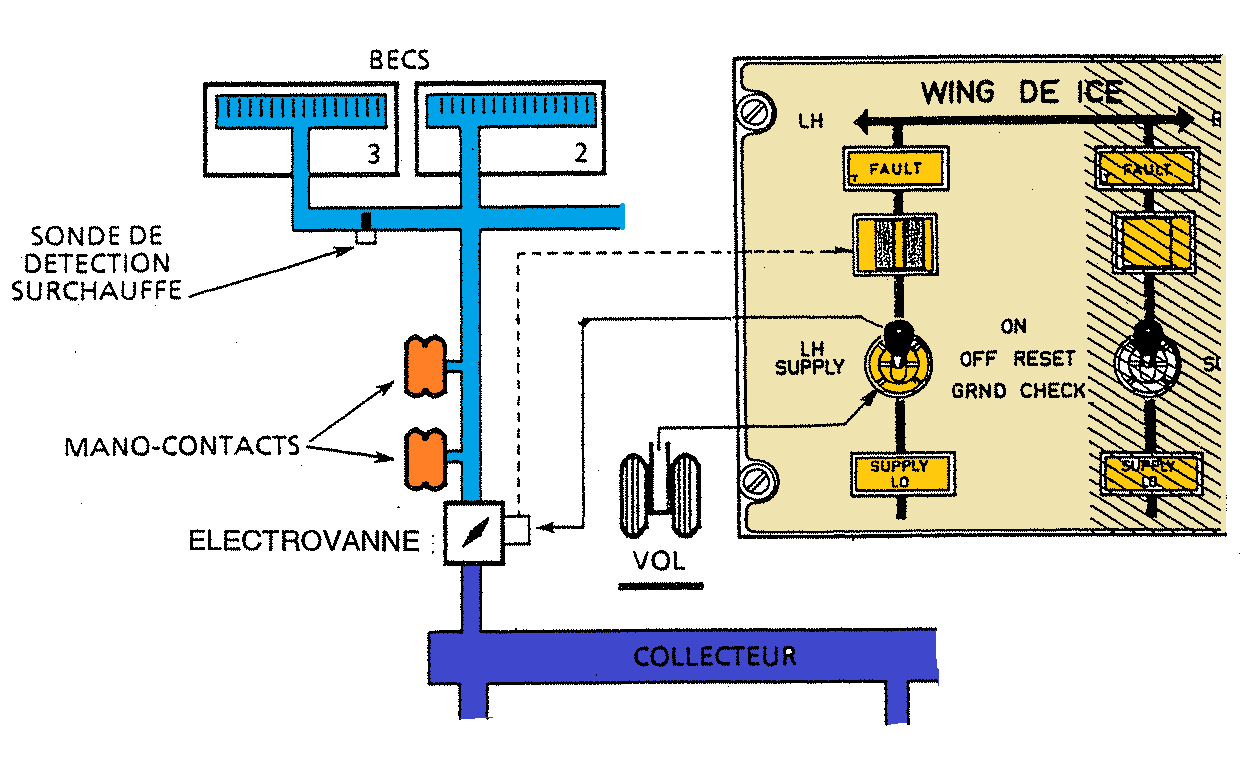 BECS
3
2
SONDE DE
DETECTION
SURCHAUFFE
MANO-CONTACTS
ELECTROVANNE
VOL
COLLECTEUR
WING DE ICE
LH
FAULT
FAULT
LH
SUPPLY
ON
OFF RESET
GRND CHECK
SUPPLY
LO
SUPPLY
LO